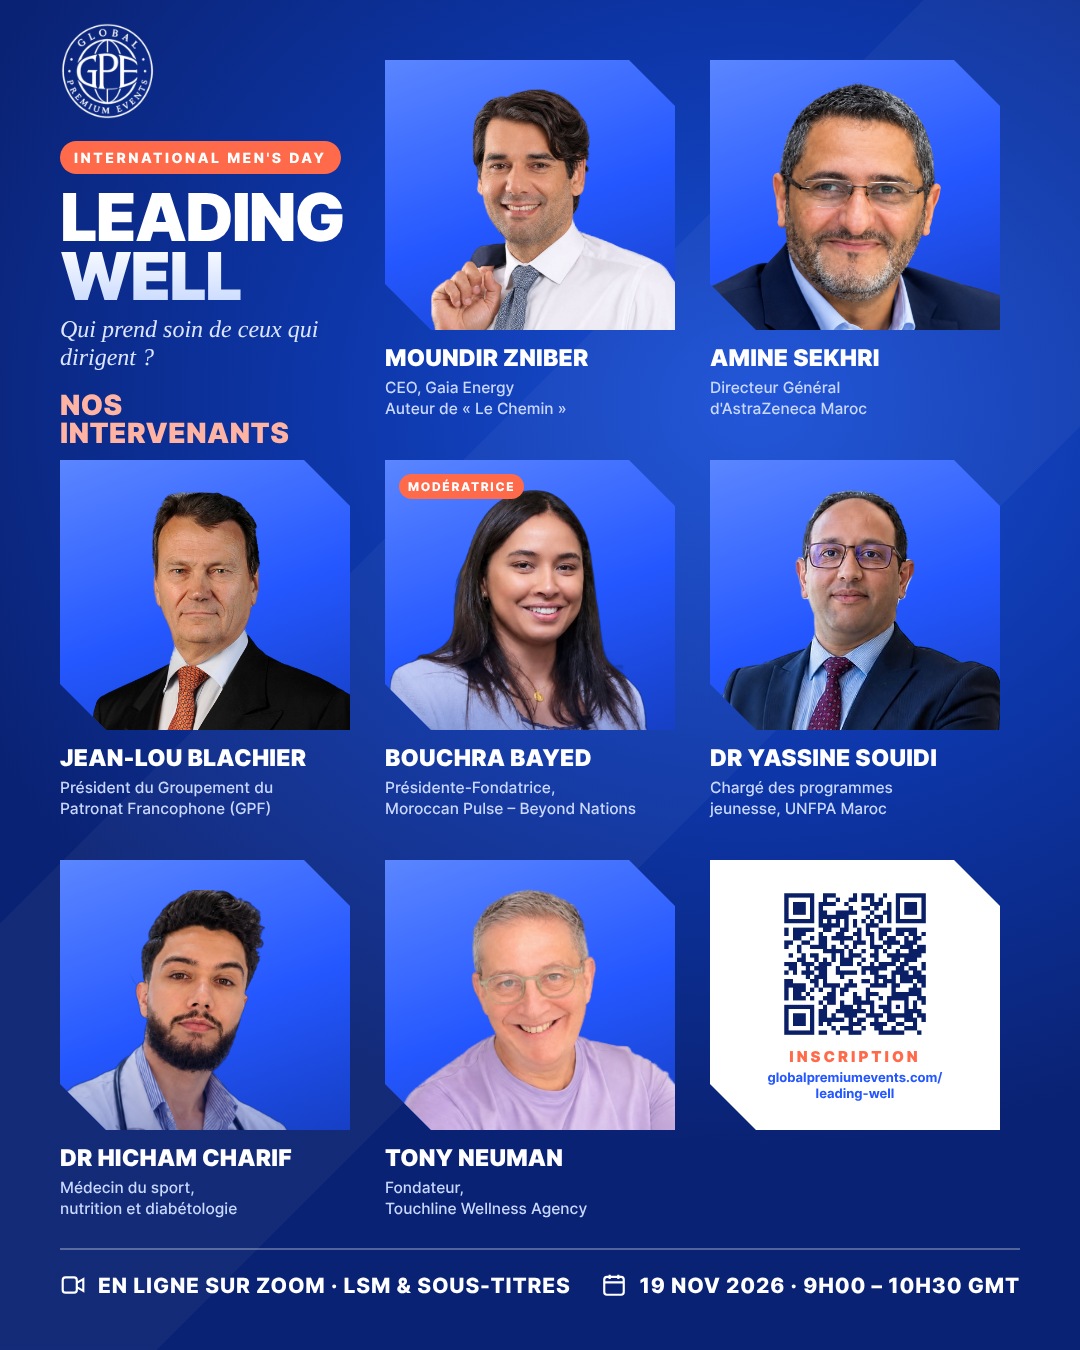 GLOBAL
GPE
PREMIUM EVENTS
INTERNATIONAL MEN'S DAY
LEADING
WELL
Qui prend soin de ceux qui
dirigent ?
NOS
INTERVENANTS
MOUNDIR ZNIBER
CEO, Gaia Energy
Auteur de « Le Chemin »
AMINE SEKHRI
Directeur Général
d'AstraZeneca Maroc
JEAN-LOU BLACHIER
Président du Groupement du
Patronat Francophone (GPF)
MODÉRATRICE
BOUCHRA BAYED
Présidente-Fondatrice,
Moroccan Pulse – Beyond Nations
DR YASSINE SOUIDI
Chargé des programmes
jeunesse, UNFPA Maroc
DR HICHAM CHARIF
Médecin du sport,
nutrition et diabétologie
TONY NEUMAN
Fondateur,
Touchline Wellness Agency
INSCRIPTION
globalpremiumevents.com/
leading-well
EN LIGNE SUR ZOOM · LSM & SOUS-TITRES
19 NOV 2026 · 9H00 – 10H30 GMT